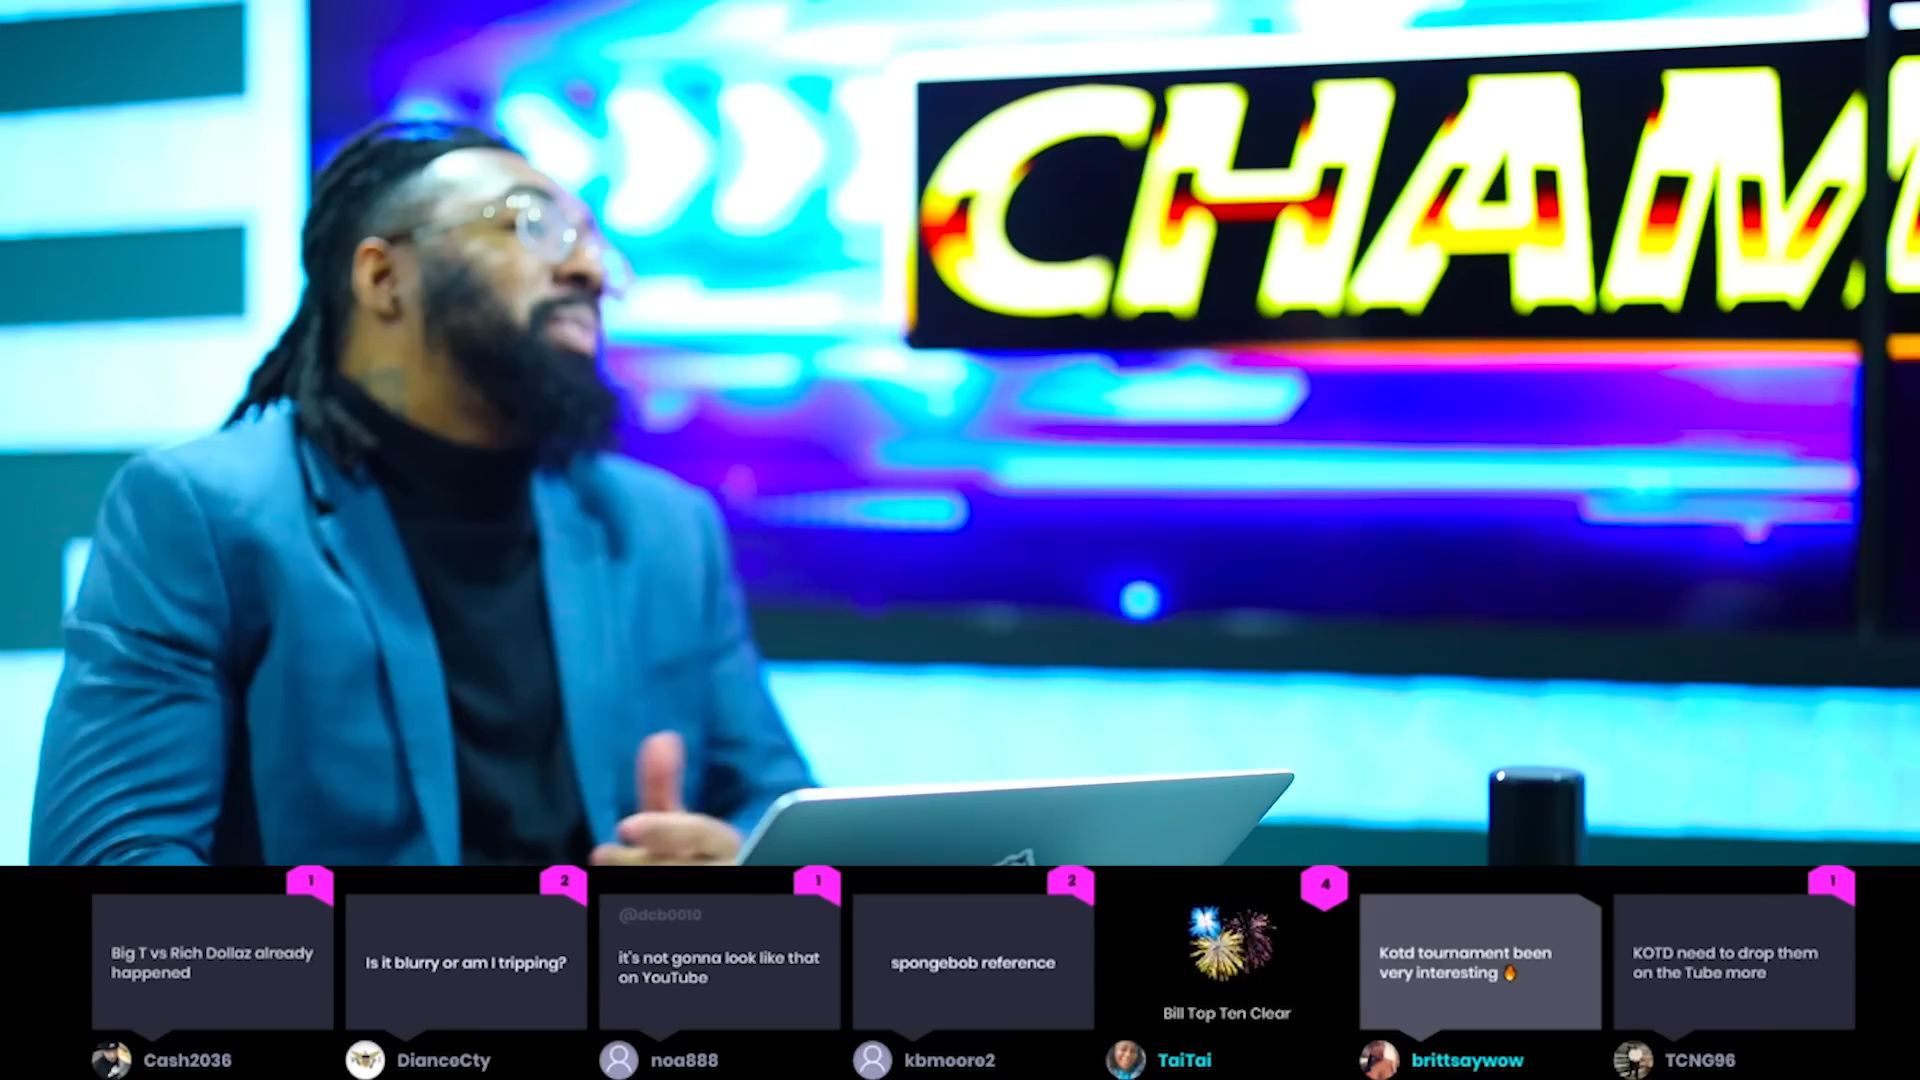 CHAM
1
2
1
2
4
1
@dcb0010
Big T vs Rich Dollaz already
happened
Is it blurry or am I tripping?
it's not gonna look like that
on YouTube
spongebob reference
Bill Top Ten Clear
Kotd tournament been
very interesting 🔥
KOTD need to drop them
on the Tube more
Cash2036
DianceCty
noa888
kbmoore2
TaiTai
brittsaywow
TCNG96